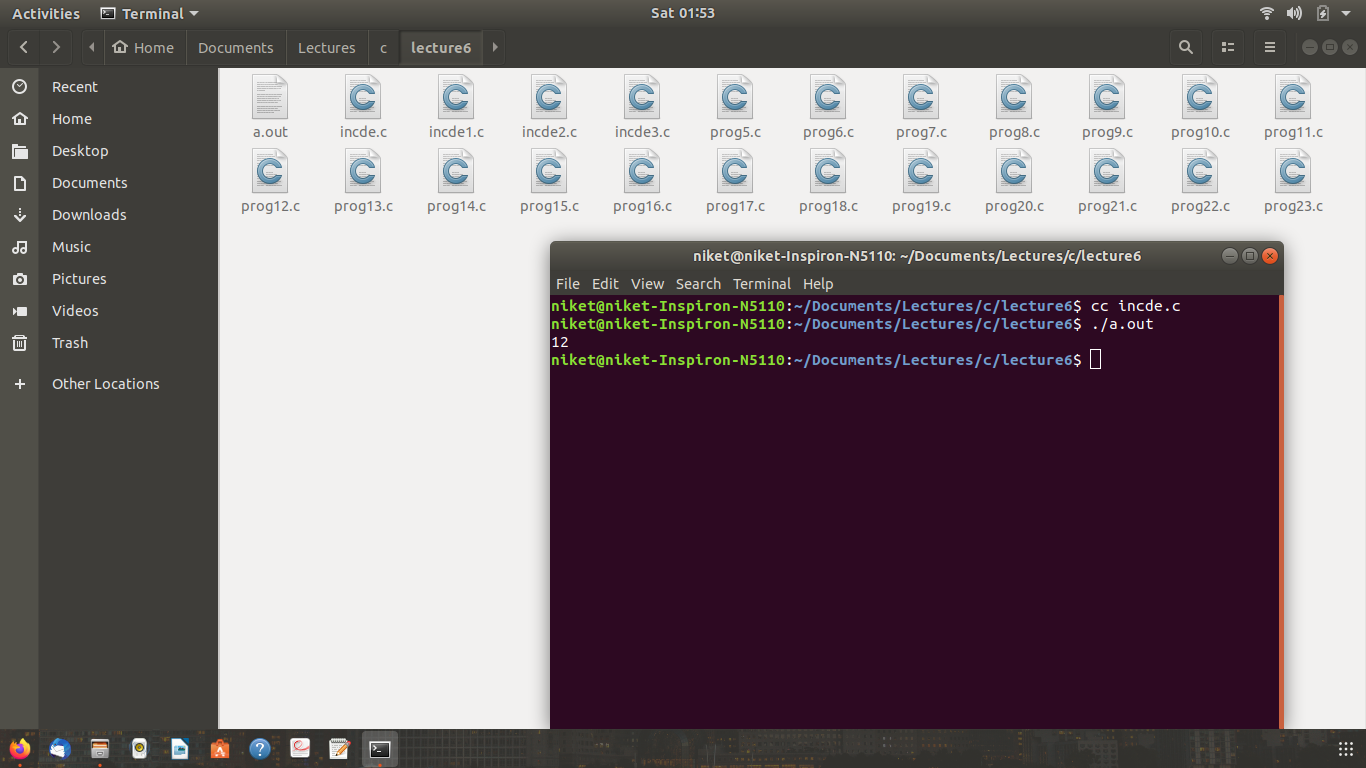 Activities Terminal Sat 01:53
Home Documents Lectures c lecture6
Recent
Home
Desktop
Documents
Downloads
Music
Pictures
Videos
Trash
Other Locations
a.out incde.c incde1.c incde2.c incde3.c prog5.c prog6.c prog7.c prog8.c prog9.c prog10.c prog11.c
prog12.c prog13.c prog14.c prog15.c prog16.c prog17.c prog18.c prog19.c prog20.c prog21.c prog22.c prog23.c
niket@niket-Inspiron-N5110: ~/Documents/Lectures/c/lecture6
File Edit View Search Terminal Help
niket@niket-Inspiron-N5110:~/Documents/Lectures/c/lecture6$ cc incde.c
niket@niket-Inspiron-N5110:~/Documents/Lectures/c/lecture6$ ./a.out
12
niket@niket-Inspiron-N5110:~/Documents/Lectures/c/lecture6$